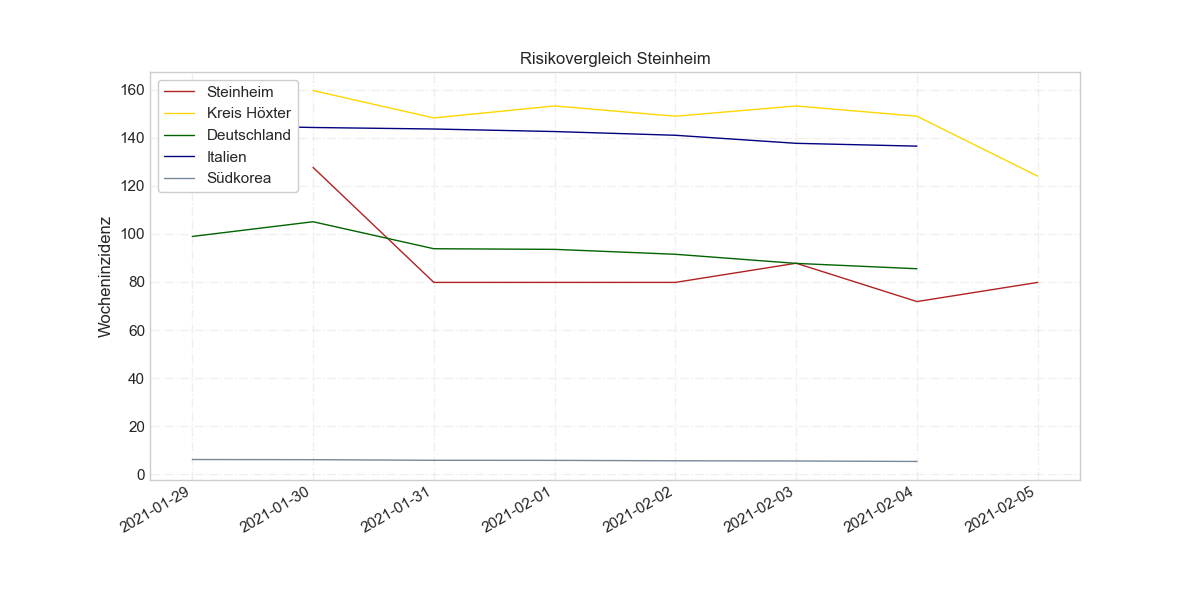 Risikovergleich Steinheim
Steinheim
Kreis Höxter
Deutschland
Italien
Südkorea
Wocheninzidenz
160
140
120
100
80
60
40
20
0
2021-01-29
2021-01-30
2021-01-31
2021-02-01
2021-02-02
2021-02-03
2021-02-04
2021-02-05